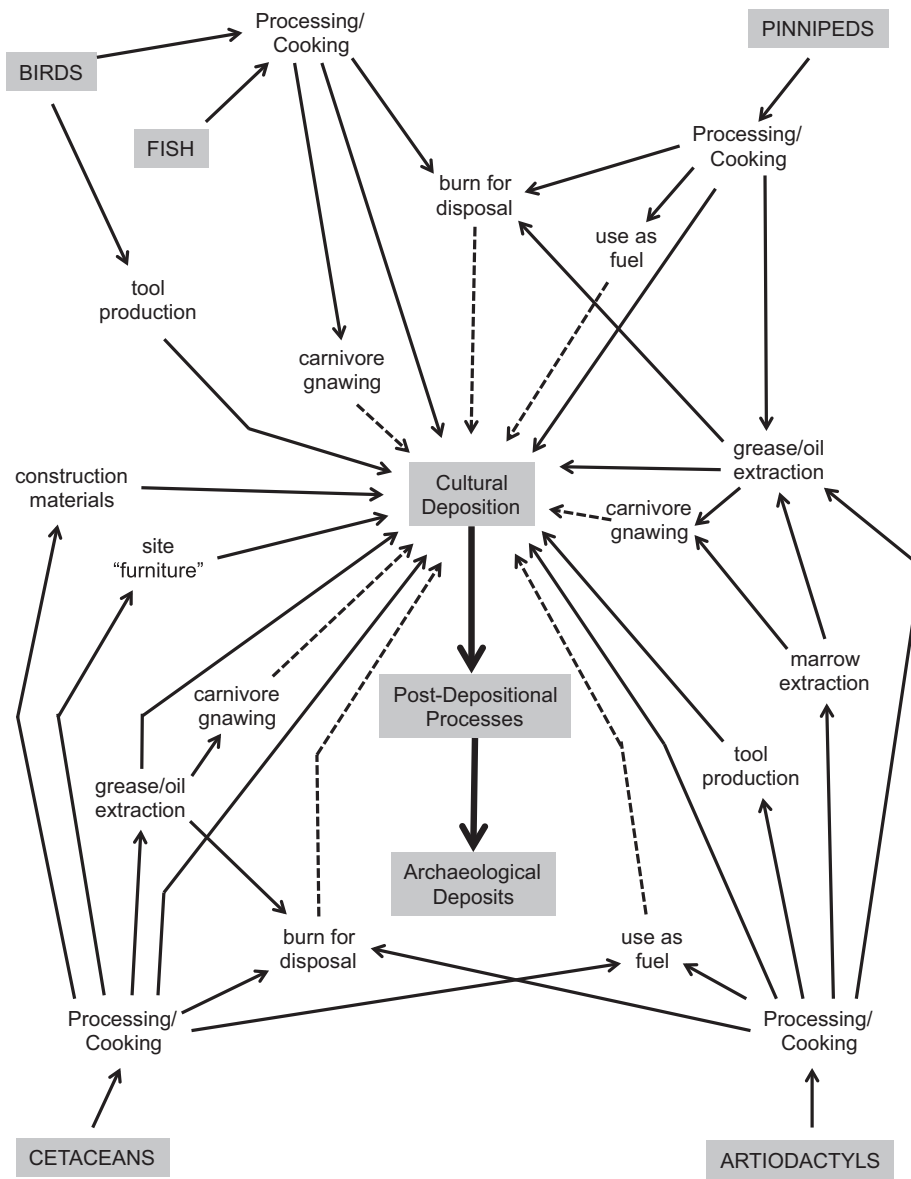 Processing/
Cooking
PINNIPEDS
BIRDS
FISH
Processing/
Cooking
burn for
disposal
use as
fuel
tool
production
carnivore
gnawing
grease/oil
extraction
construction
materials
Cultural
Deposition
carnivore
gnawing
site
“furniture”
marrow
extraction
carnivore
gnawing
Post-Depositional
Processes
tool
production
grease/oil
extraction
Archaeological
Deposits
burn for
disposal
use as
fuel
Processing/
Cooking
Processing/
Cooking
CETACEANS
ARTIODACTYLS